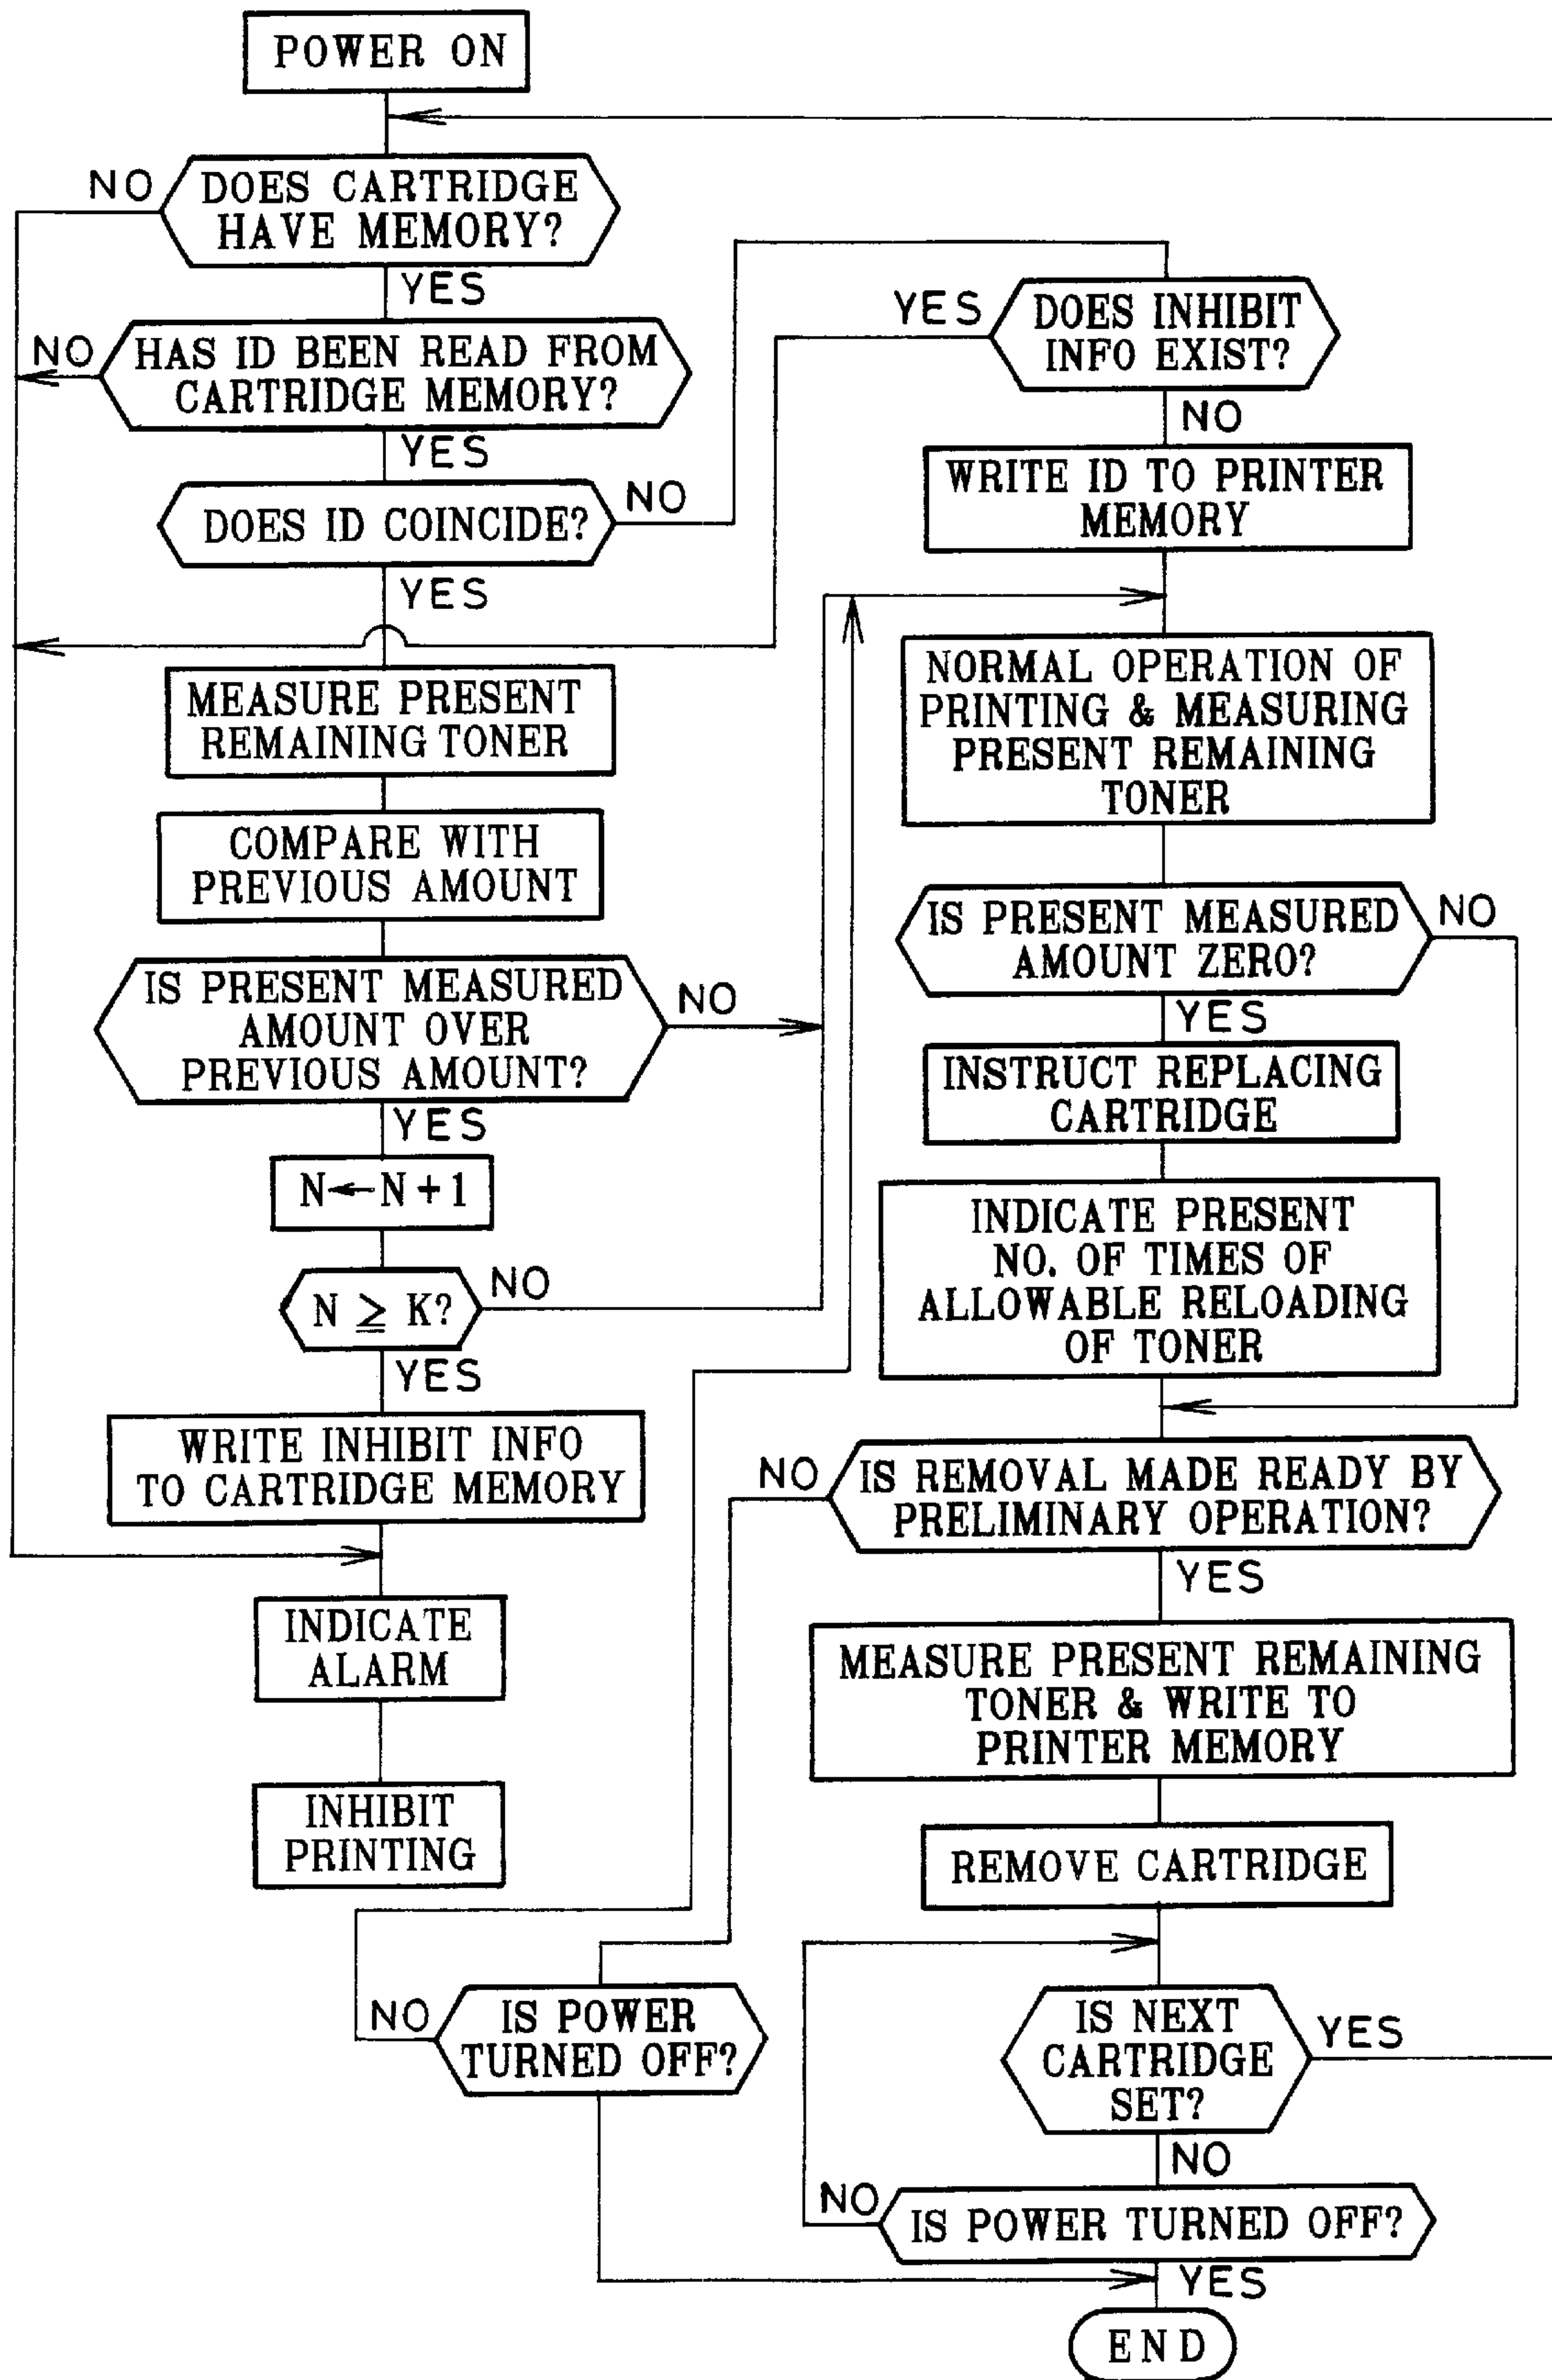 POWER ON
NO
DOES CARTRIDGE
HAVE MEMORY?
YES
NO
HAS ID BEEN READ FROM
CARTRIDGE MEMORY?
YES
DOES ID COINCIDE?
NO
YES
MEASURE PRESENT
REMAINING TONER
COMPARE WITH
PREVIOUS AMOUNT
IS PRESENT MEASURED
AMOUNT OVER
PREVIOUS AMOUNT?
NO
YES
N←N+1
N ≧ K?
NO
YES
WRITE INHIBIT INFO
TO CARTRIDGE MEMORY
INDICATE
ALARM
INHIBIT
PRINTING
YES
DOES INHIBIT
INFO EXIST?
NO
WRITE ID TO PRINTER
MEMORY
NORMAL OPERATION OF
PRINTING & MEASURING
PRESENT REMAINING
TONER
IS PRESENT MEASURED
AMOUNT ZERO?
NO
YES
INSTRUCT REPLACING
CARTRIDGE
INDICATE PRESENT
NO. OF TIMES OF
ALLOWABLE RELOADING
OF TONER
NO
IS REMOVAL MADE READY BY
PRELIMINARY OPERATION?
YES
MEASURE PRESENT REMAINING
TONER & WRITE TO
PRINTER MEMORY
REMOVE CARTRIDGE
NO
IS POWER
TURNED OFF?
IS NEXT
CARTRIDGE
SET?
YES
NO
NO
IS POWER TURNED OFF?
YES
END